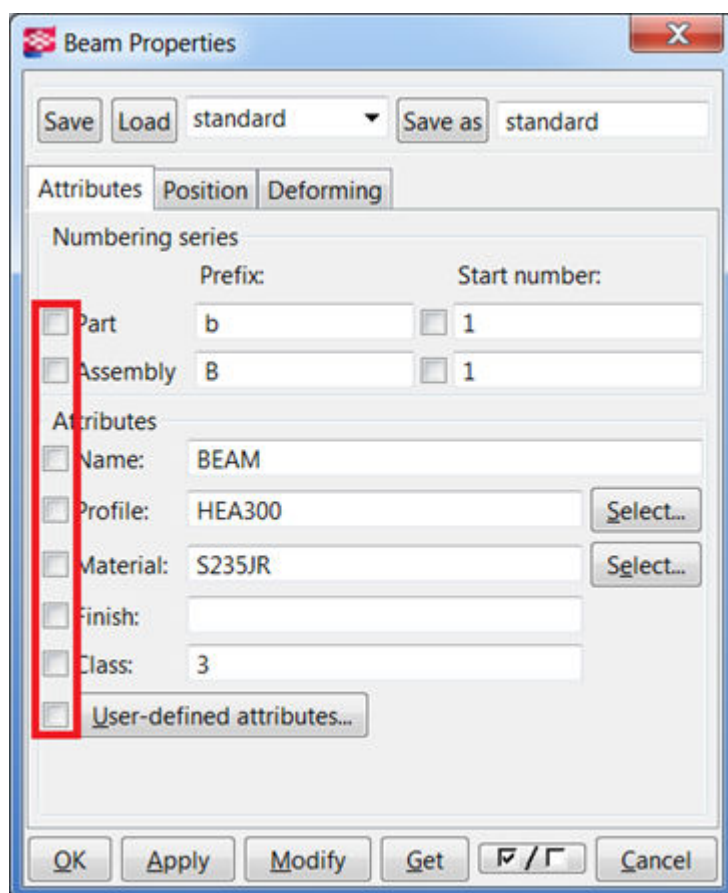 Beam Properties
Save Load standard Save as standard
Attributes Position Deforming
Numbering series
Prefix: Start number:
Part b 1
Assembly B 1
Attributes
Name: BEAM
Profile: HEA300 Select...
Material: S235JR Select...
Finish:
Class: 3
User-defined attributes...
OK Apply Modify Get / Cancel